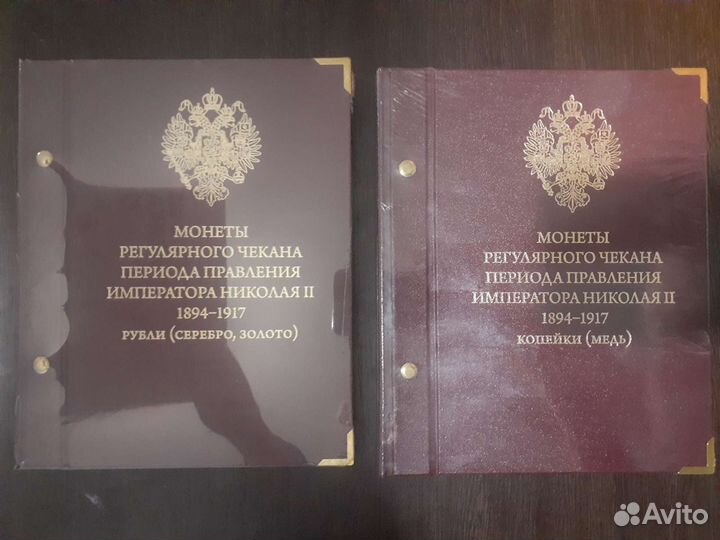 МОНЕТЫ
РЕГУЛЯРНОГО ЧЕКАНА
ПЕРИОДА ПРАВЛЕНИЯ
ИМПЕРАТОРА НИКОЛАЯ II
1894–1917
РУБЛИ (СЕРЕБРО, ЗОЛОТО)
МОНЕТЫ
РЕГУЛЯРНОГО ЧЕКАНА
ПЕРИОДА ПРАВЛЕНИЯ
ИМПЕРАТОРА НИКОЛАЯ II
1894–1917
КОПЕЙКИ (МЕДЬ)
Avito